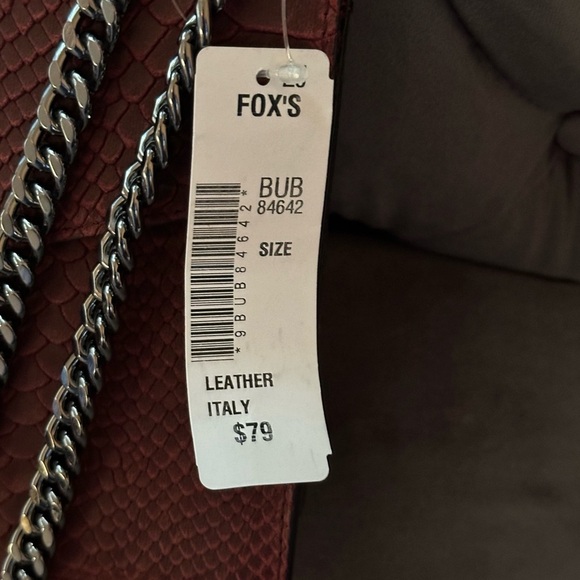 FOX'S
BUB
84642
SIZE
*9BUB84642*
LEATHER
ITALY
$79